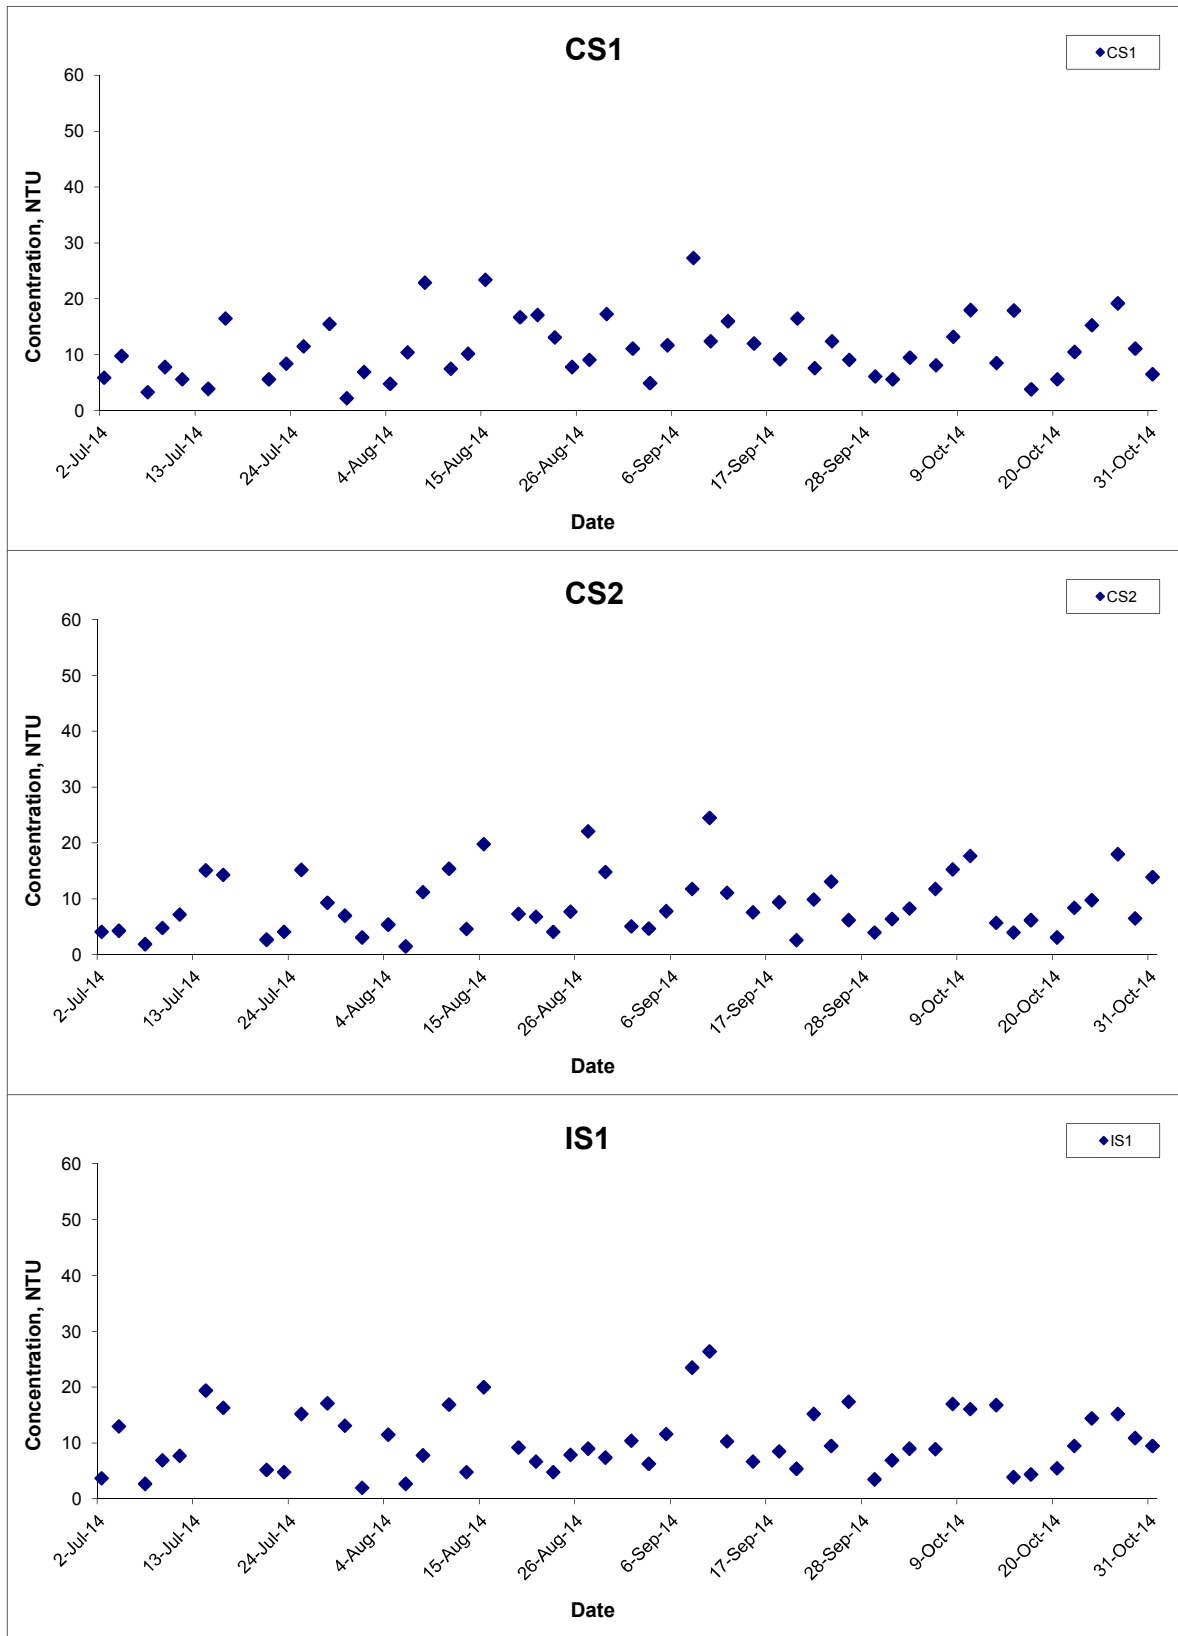 CS1
CS1
60
50
40
30
20
10
0
Concentration, NTU
2-Jul-14
13-Jul-14
24-Jul-14
4-Aug-14
15-Aug-14
26-Aug-14
6-Sep-14
17-Sep-14
28-Sep-14
9-Oct-14
20-Oct-14
31-Oct-14
Date
CS2
CS2
60
50
40
30
20
10
0
Concentration, NTU
2-Jul-14
13-Jul-14
24-Jul-14
4-Aug-14
15-Aug-14
26-Aug-14
6-Sep-14
17-Sep-14
28-Sep-14
9-Oct-14
20-Oct-14
31-Oct-14
Date
IS1
IS1
60
50
40
30
20
10
0
Concentration, NTU
2-Jul-14
13-Jul-14
24-Jul-14
4-Aug-14
15-Aug-14
26-Aug-14
6-Sep-14
17-Sep-14
28-Sep-14
9-Oct-14
20-Oct-14
31-Oct-14
Date